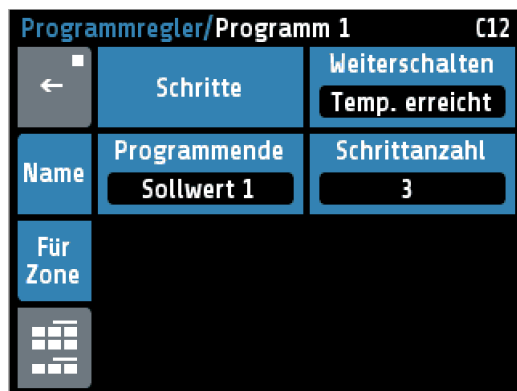 Programmregler/Programm 1 C12
Schritte
Weiterschalten
Temp. erreicht
Name
Programmende
Sollwert 1
Schrittanzahl
3
Für
Zone